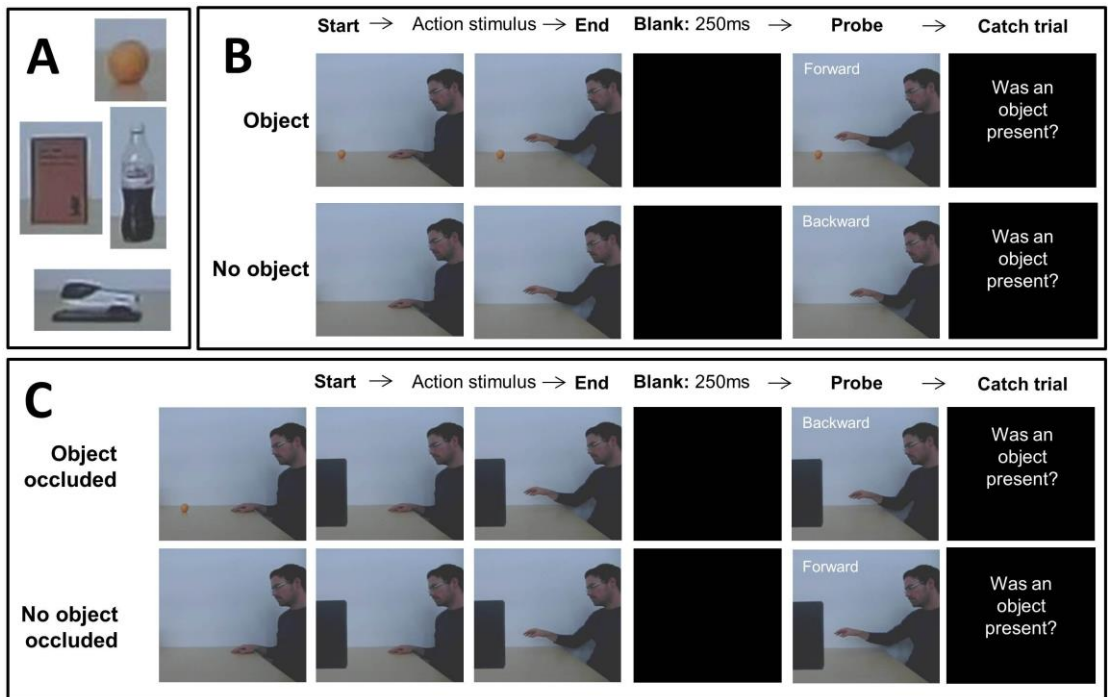 A
B
Start → Action stimulus → End Blank: 250ms → Probe → Catch trial
Object
Forward
Was an
object
present?
No object
Backward
Was an
object
present?
C
Start → Action stimulus → End Blank: 250ms → Probe → Catch trial
Object
occluded
Backward
Was an
object
present?
No object
occluded
Forward
Was an
object
present?